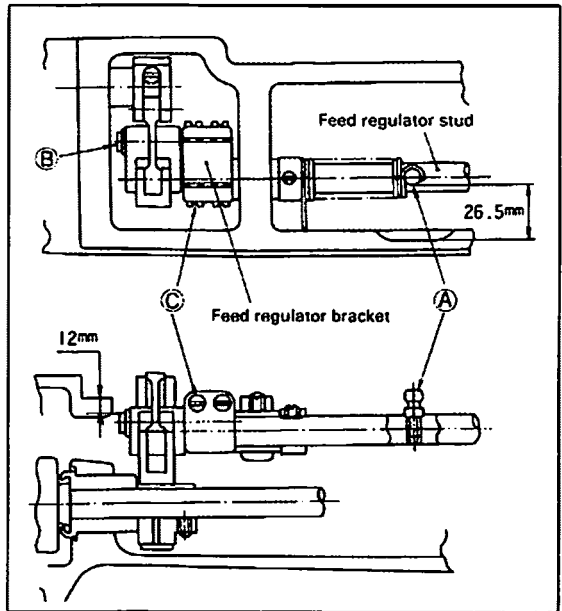 Feed regulator stud
Ⓑ
26.5mm
Ⓒ
Feed regulator bracket
Ⓐ
12mm
Ⓒ
Ⓐ